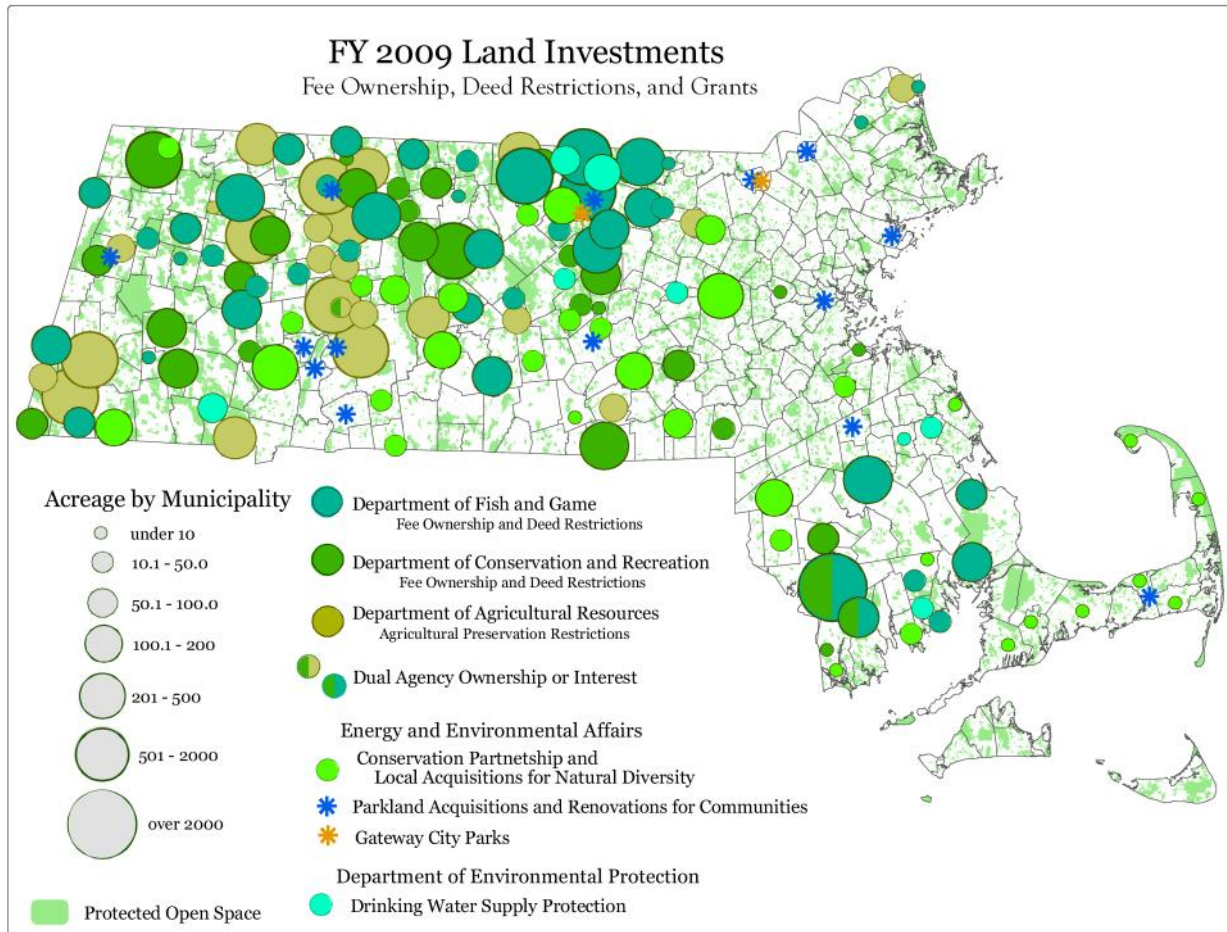 FY 2009 Land Investments
Fee Ownership, Deed Restrictions, and Grants
Acreage by Municipality
under 10
10.1 - 50.0
50.1 - 100.0
100.1 - 200
201 - 500
501 - 2000
over 2000
Protected Open Space
Department of Fish and Game
Fee Ownership and Deed Restrictions
Department of Conservation and Recreation
Fee Ownership and Deed Restrictions
Department of Agricultural Resources
Agricultural Preservation Restrictions
Dual Agency Ownership or Interest
Energy and Environmental Affairs
Conservation Partnetship and
Local Acquisitions for Natural Diversity
Parkland Acquisitions and Renovations for Communities
Gateway City Parks
Department of Environmental Protection
Drinking Water Supply Protection